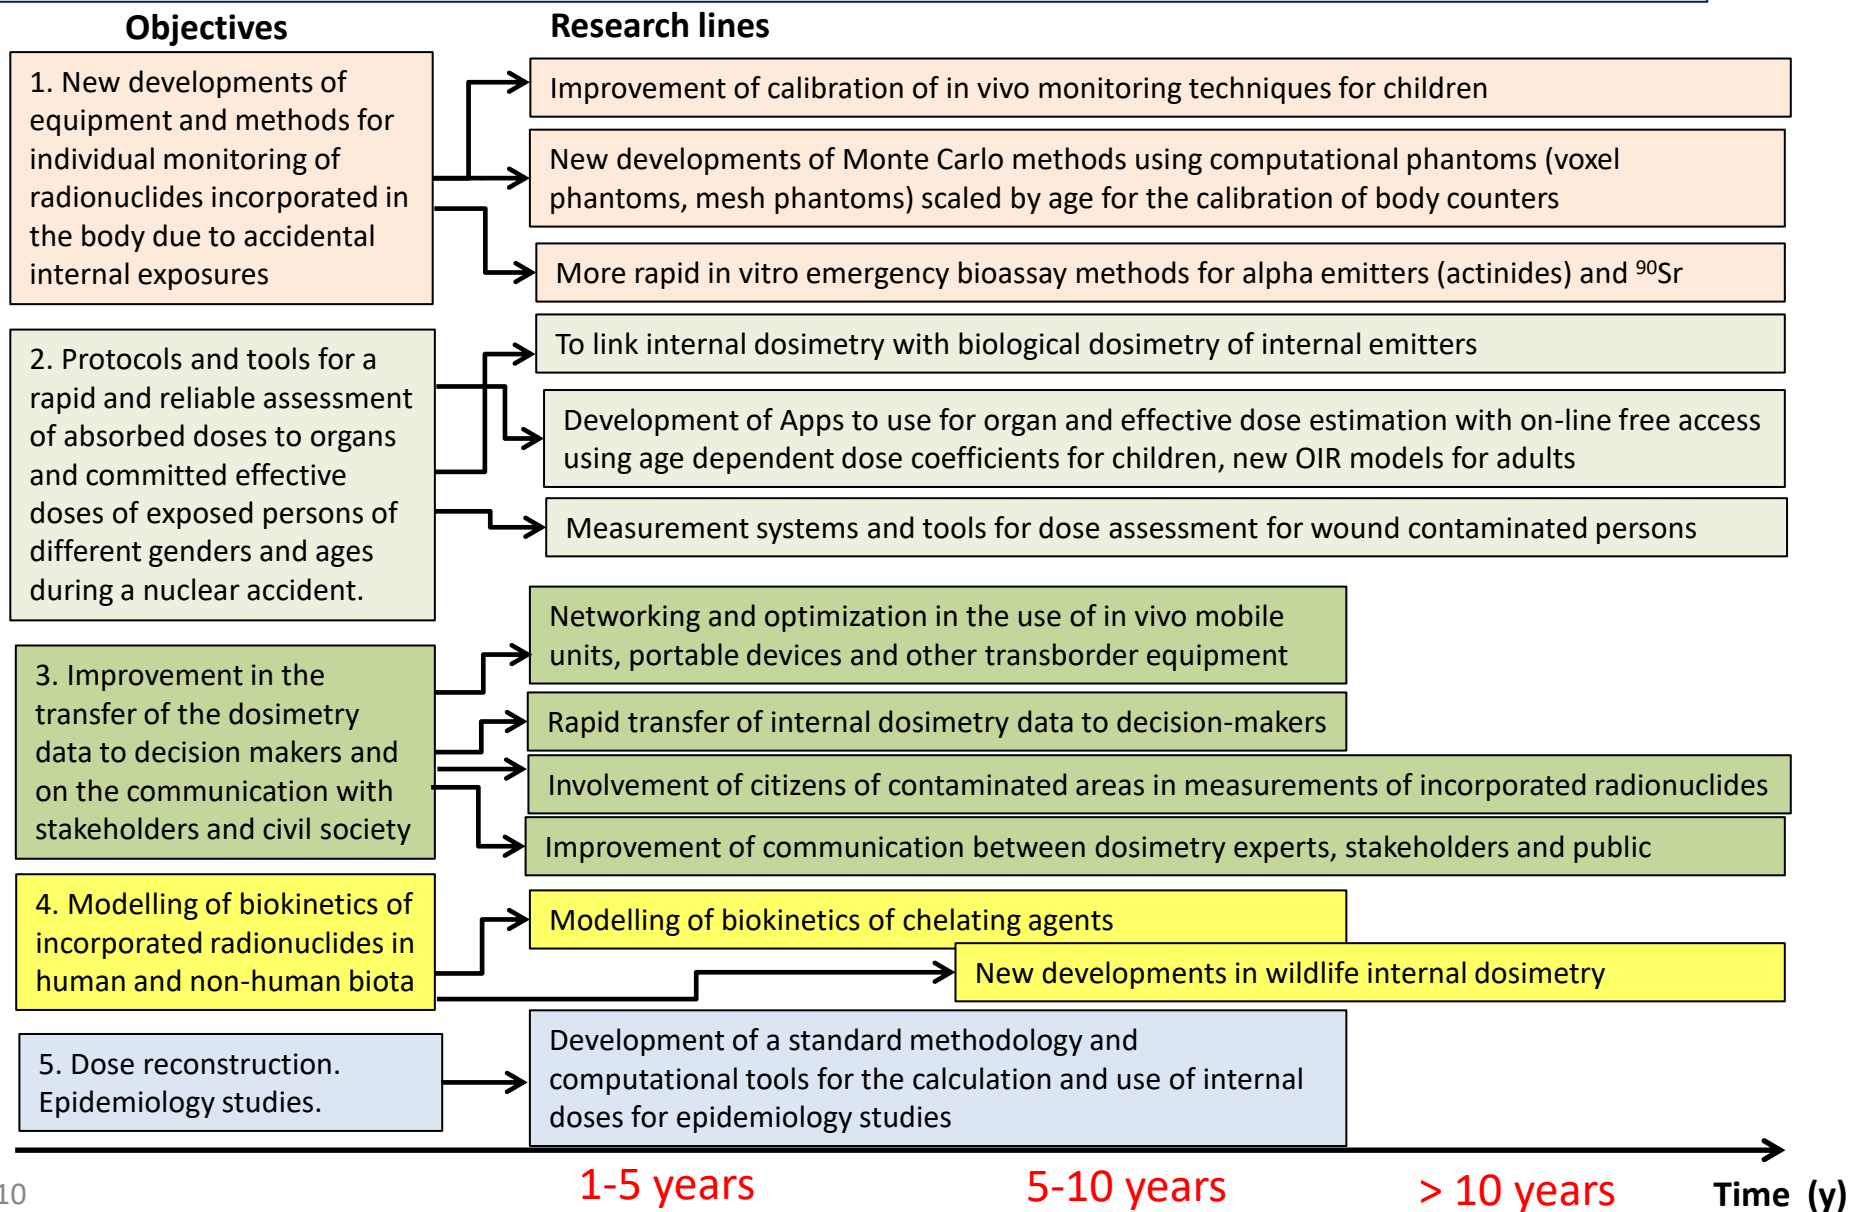 Objectives
Research lines
1. New developments of
equipment and methods for
individual monitoring of
radionuclides incorporated in
the body due to accidental
internal exposures
Improvement of calibration of in vivo monitoring techniques for children
New developments of Monte Carlo methods using computational phantoms (voxel
phantoms, mesh phantoms) scaled by age for the calibration of body counters
More rapid in vitro emergency bioassay methods for alpha emitters (actinides) and ⁹⁰Sr
2. Protocols and tools for a
rapid and reliable assessment
of absorbed doses to organs
and committed effective
doses of exposed persons of
different genders and ages
during a nuclear accident.
To link internal dosimetry with biological dosimetry of internal emitters
Development of Apps to use for organ and effective dose estimation with on-line free access
using age dependent dose coefficients for children, new OIR models for adults
Measurement systems and tools for dose assessment for wound contaminated persons
3. Improvement in the
transfer of the dosimetry
data to decision makers and
on the communication with
stakeholders and civil society
Networking and optimization in the use of in vivo mobile
units, portable devices and other transborder equipment
Rapid transfer of internal dosimetry data to decision-makers
Involvement of citizens of contaminated areas in measurements of incorporated radionuclides
Improvement of communication between dosimetry experts, stakeholders and public
4. Modelling of biokinetics of
incorporated radionuclides in
human and non-human biota
Modelling of biokinetics of chelating agents
New developments in wildlife internal dosimetry
5. Dose reconstruction.
Epidemiology studies.
Development of a standard methodology and
computational tools for the calculation and use of internal
doses for epidemiology studies
10
1-5 years
5-10 years
> 10 years
Time (y)